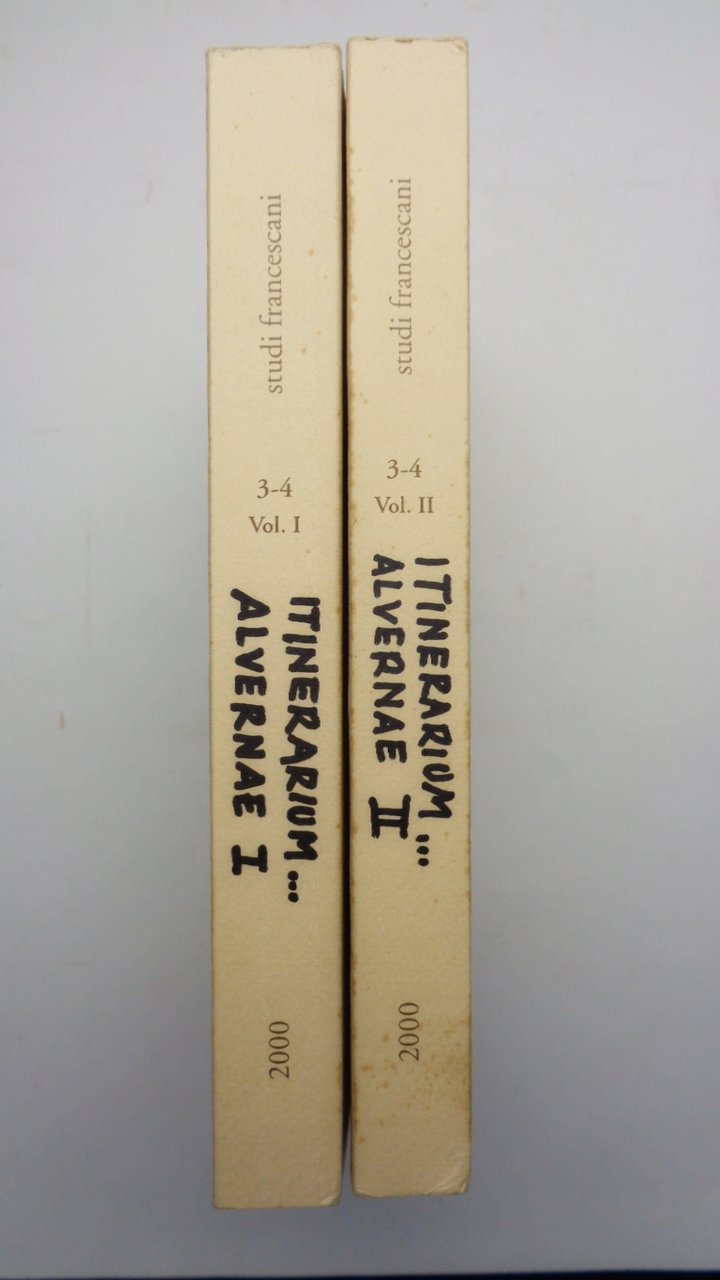 studi francescani
3-4
Vol. I
ITINERARIUM...
ALVERNAE I
2000
studi francescani
3-4
Vol. II
ITINERARIUM...
ALVERNAE II
2000